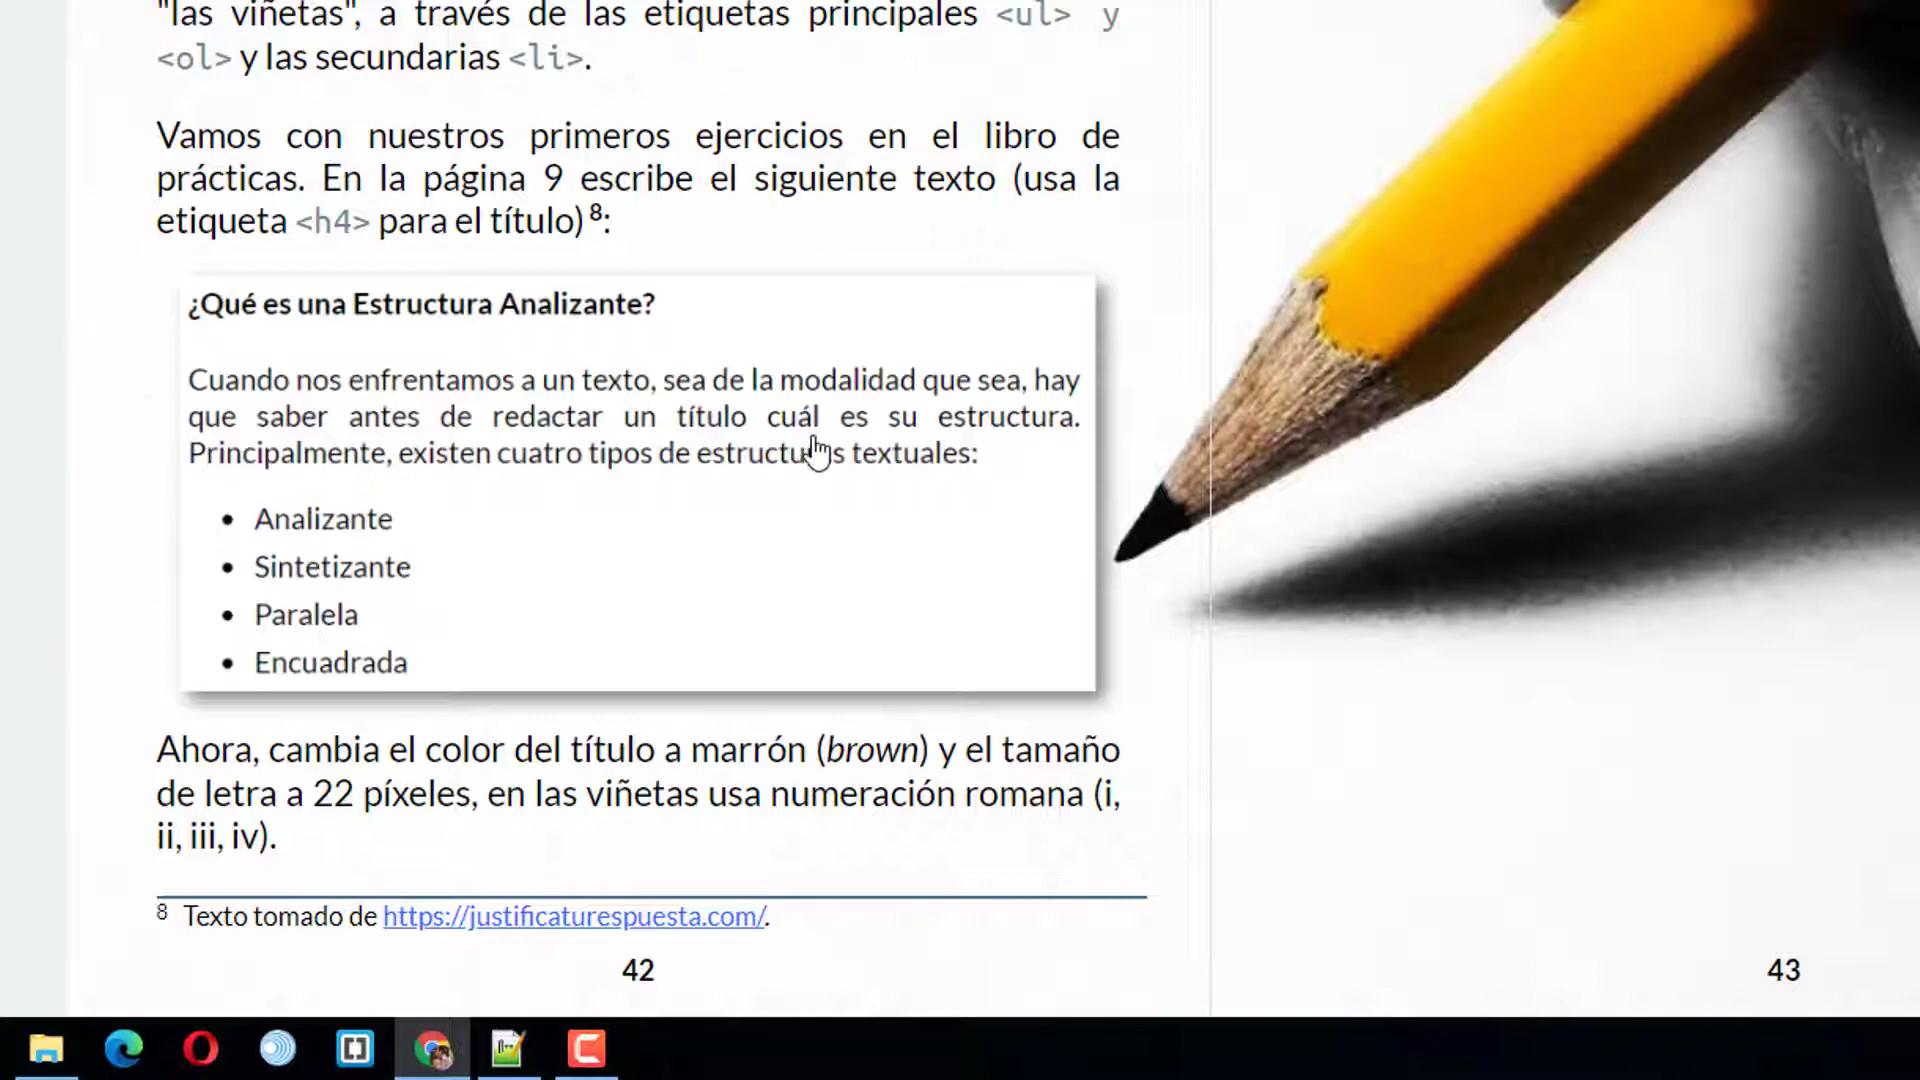 "las viñetas", a través de las etiquetas principales <ul> y
<ol> y las secundarias <li>.
Vamos con nuestros primeros ejercicios en el libro de
prácticas. En la página 9 escribe el siguiente texto (usa la
etiqueta <h4> para el título) 8:
¿Qué es una Estructura Analizante?
Cuando nos enfrentamos a un texto, sea de la modalidad que sea, hay
que saber antes de redactar un título cuál es su estructura.
Principalmente, existen cuatro tipos de estructuras textuales:
• Analizante
• Sintetizante
• Paralela
• Encuadrada
Ahora, cambia el color del título a marrón (brown) y el tamaño
de letra a 22 píxeles, en las viñetas usa numeración romana (i,
ii, iii, iv).
8 Texto tomado de https://justificaturespuesta.com/.
42
43